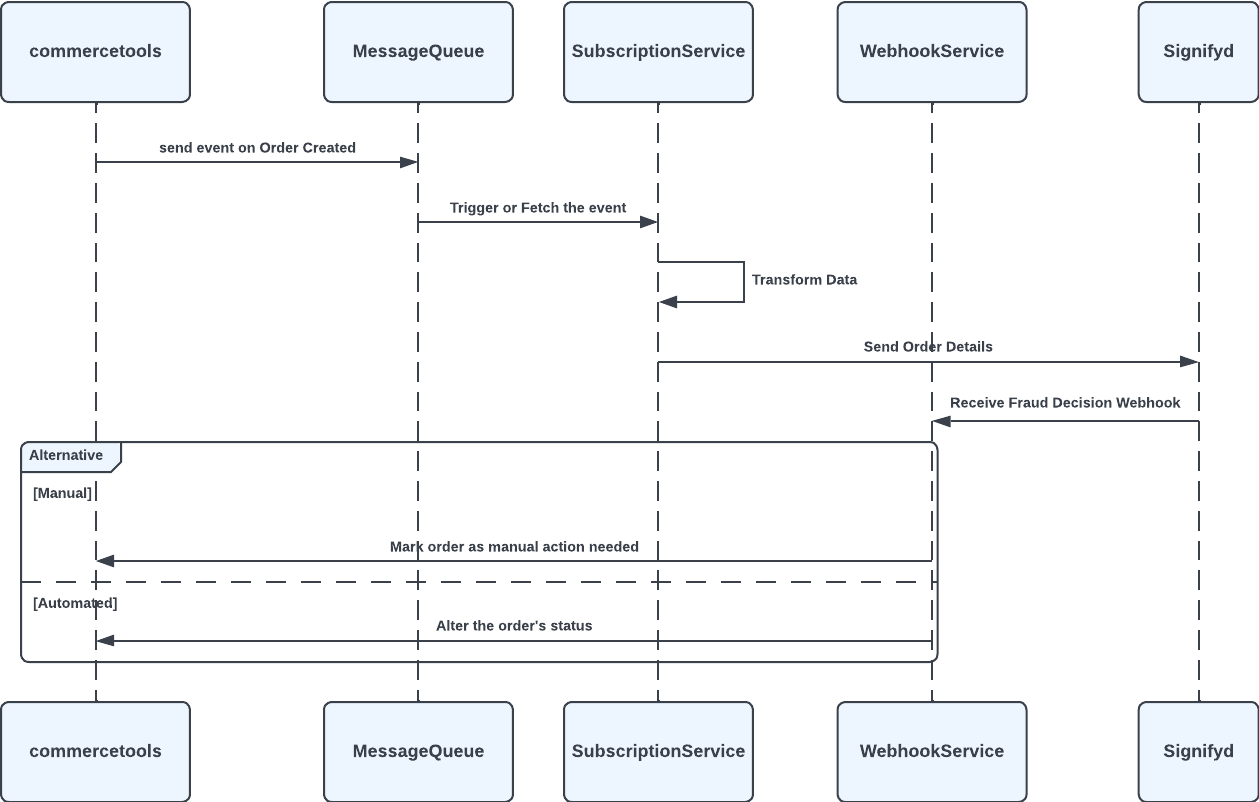 commercetools
MessageQueue
SubscriptionService
WebhookService
Signifyd
send event on Order Created
Trigger or Fetch the event
Transform Data
Send Order Details
Receive Fraud Decision Webhook
Alternative
[Manual]
Mark order as manual action needed
[Automated]
Alter the order's status
commercetools
MessageQueue
SubscriptionService
WebhookService
Signifyd